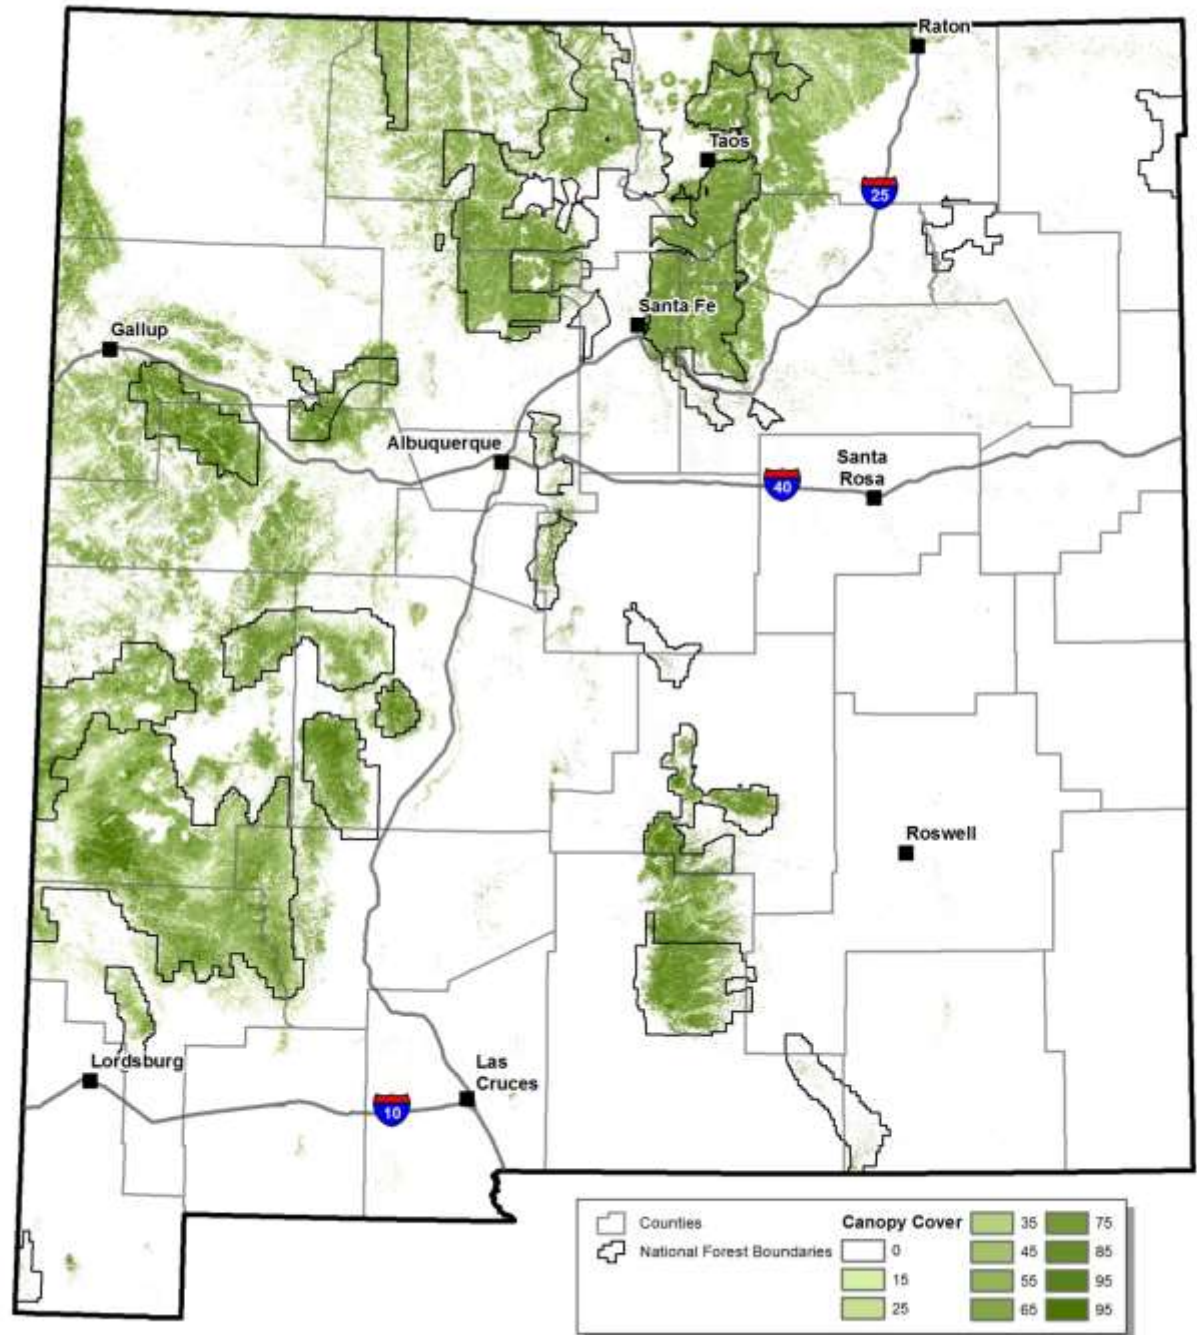 Raton
Taos
25
Santa Fe
Gallup
Albuquerque
Santa
Rosa
40
Roswell
Lordsburg
Las
Cruces
10
Counties
National Forest Boundaries
Canopy Cover
0
15
25
35
45
55
65
75
85
95
95